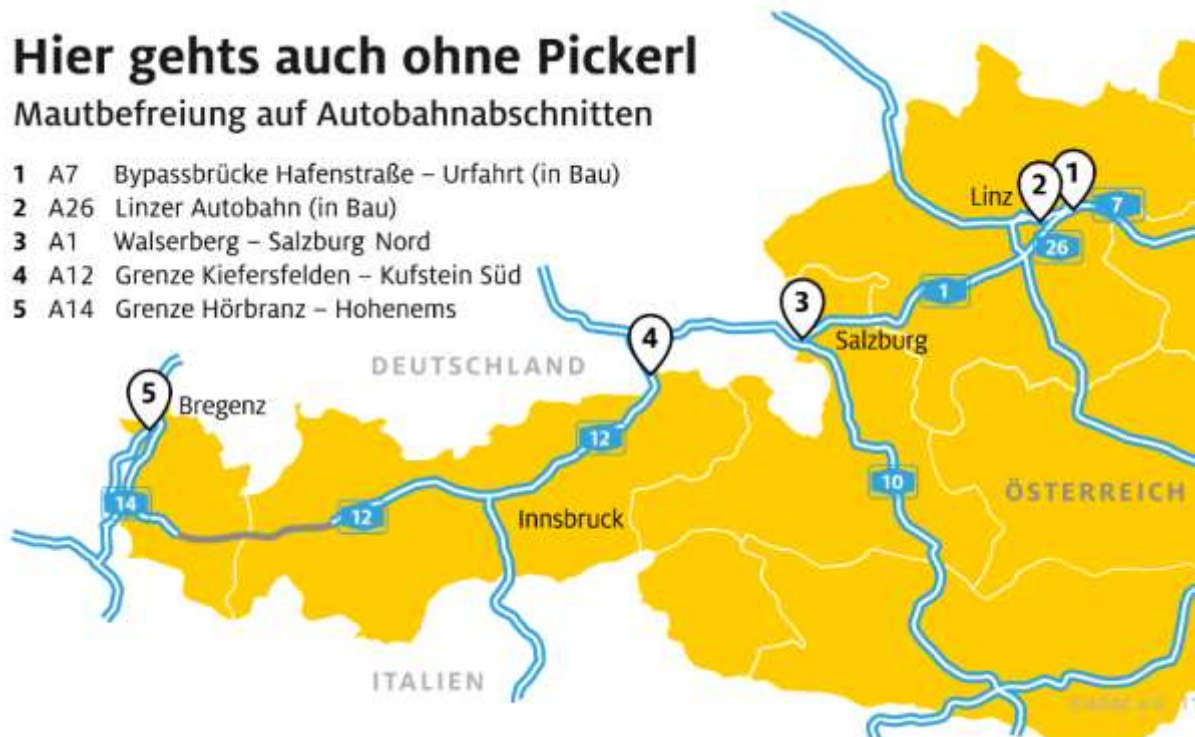 Hier gehts auch ohne Pickerl
Mautbefreiung auf Autobahnabschnitten
1 A7 Bypassbrücke Hafenstraße – Urfahrt (in Bau)
2 A26 Linzer Autobahn (in Bau)
3 A1 Walserberg – Salzburg Nord
4 A12 Grenze Kiefersfelden – Kufstein Süd
5 A14 Grenze Hörbranz – Hohenems
Linz
2
1
7
26
1
3
Salzburg
4
DEUTSCHLAND
5
Bregenz
12
10
ÖSTERREICH
14
12
Innsbruck
ITALIEN